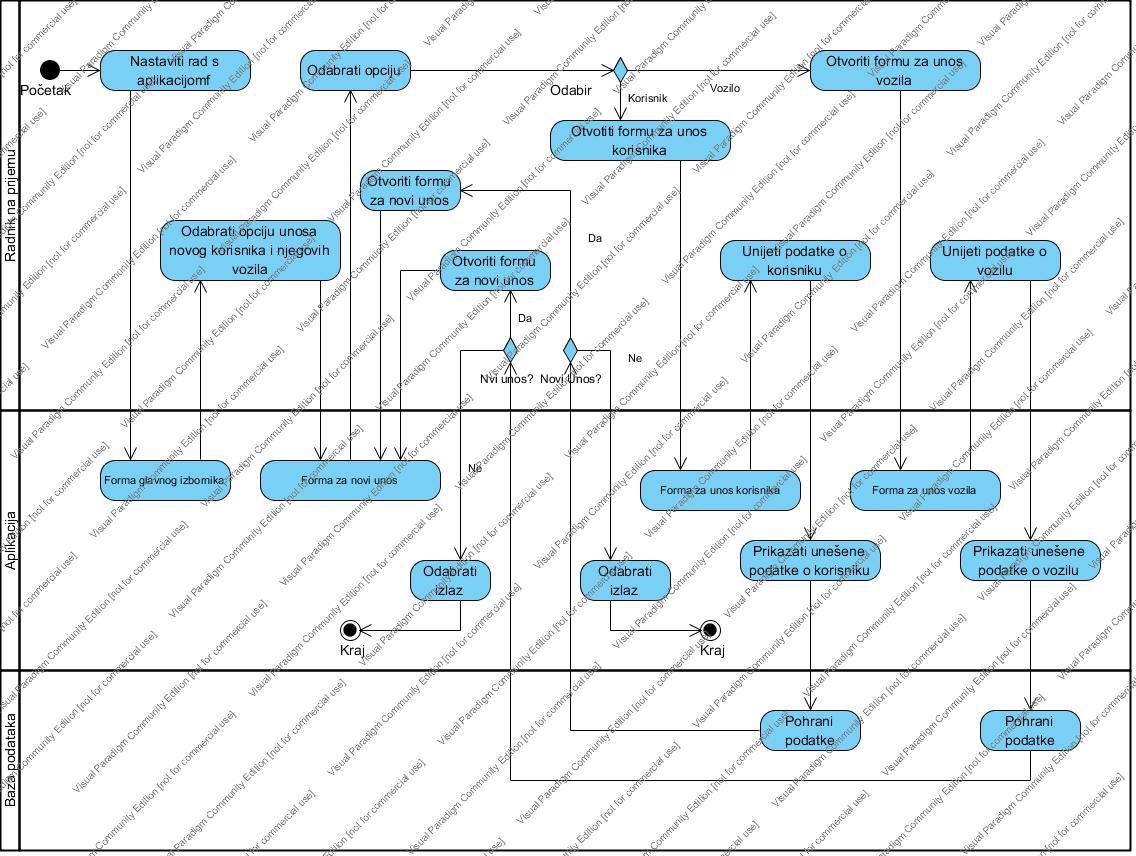 Radnik na prijemu
Početak
Nastaviti rad s
aplikacijomf
Odabrati opciju
Odabir
Korisnik
Vozilo
Otvoriti formu za unos
vozila
Otvotiti formu za unos
korisnika
Otvoriti formu
za novi unos
Odabrati opciju unosa
novog korisnika i njegovih
vozila
Otvoriti formu
za novi unos
Da
Da
Unijeti podatke o
korisniku
Unijeti podatke o
vozilu
Nvi unos?
Novi Unos?
Ne
Aplikacija
Forma glavnog izbornika
Forma za novi unos
Ne
Forma za unos korisnika
Forma za unos vozila
Odabrati
izlaz
Odabrati
izlaz
Prikazati unešene
podatke o korisniku
Prikazati unešene
podatke o vozilu
Kraj
Kraj
Baza podataka
Pohrani
podatke
Pohrani
podatke
Visual Paradigm Community Edition [not for commercial use]